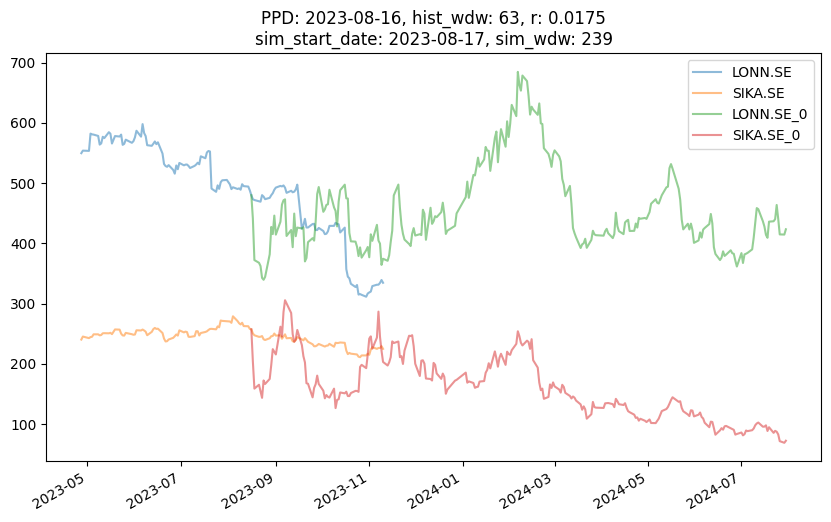 PPD: 2023-08-16, hist_wdw: 63, r: 0.0175
sim_start_date: 2023-08-17, sim_wdw: 239
700
600
500
400
300
200
100
LONN.SE
SIKA.SE
LONN.SE_0
SIKA.SE_0
2023-05
2023-07
2023-09
2023-11
2024-01
2024-03
2024-05
2024-07